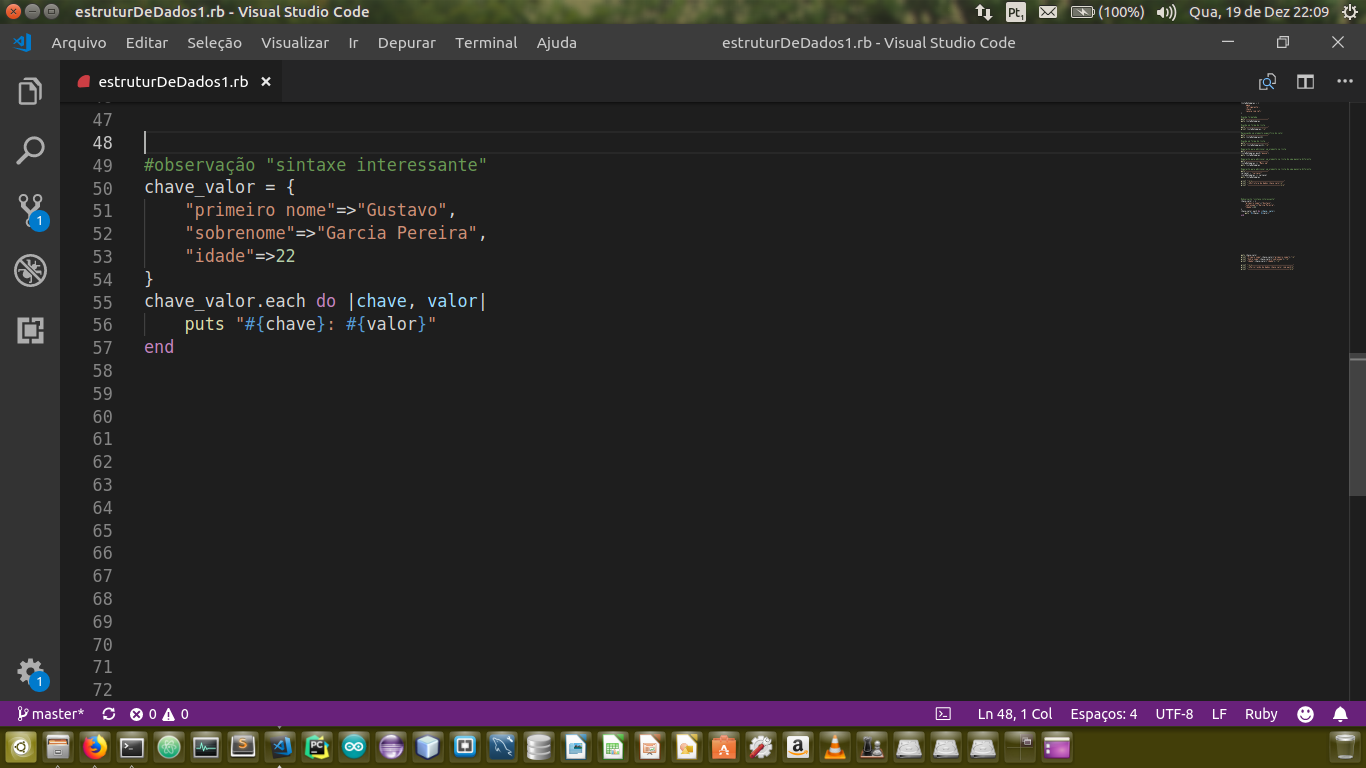 estruturDeDados1.rb - Visual Studio Code
Pt1 (100%) Qua, 19 de Dez 22:09
Arquivo Editar Seleção Visualizar Ir Depurar Terminal Ajuda estruturDeDados1.rb - Visual Studio Code
estruturDeDados1.rb
47
48
49 #observação "sintaxe interessante"
50 chave_valor = {
51 "primeiro nome"=>"Gustavo",
52 "sobrenome"=>"Garcia Pereira",
53 "idade"=>22
54 }
55 chave_valor.each do |chave, valor|
56 puts "#{chave}: #{valor}"
57 end
58
59
60
61
62
63
64
65
66
67
68
69
70
71
72
1
1
master* 0 0 Ln 48, 1 Col Espaços: 4 UTF-8 LF Ruby